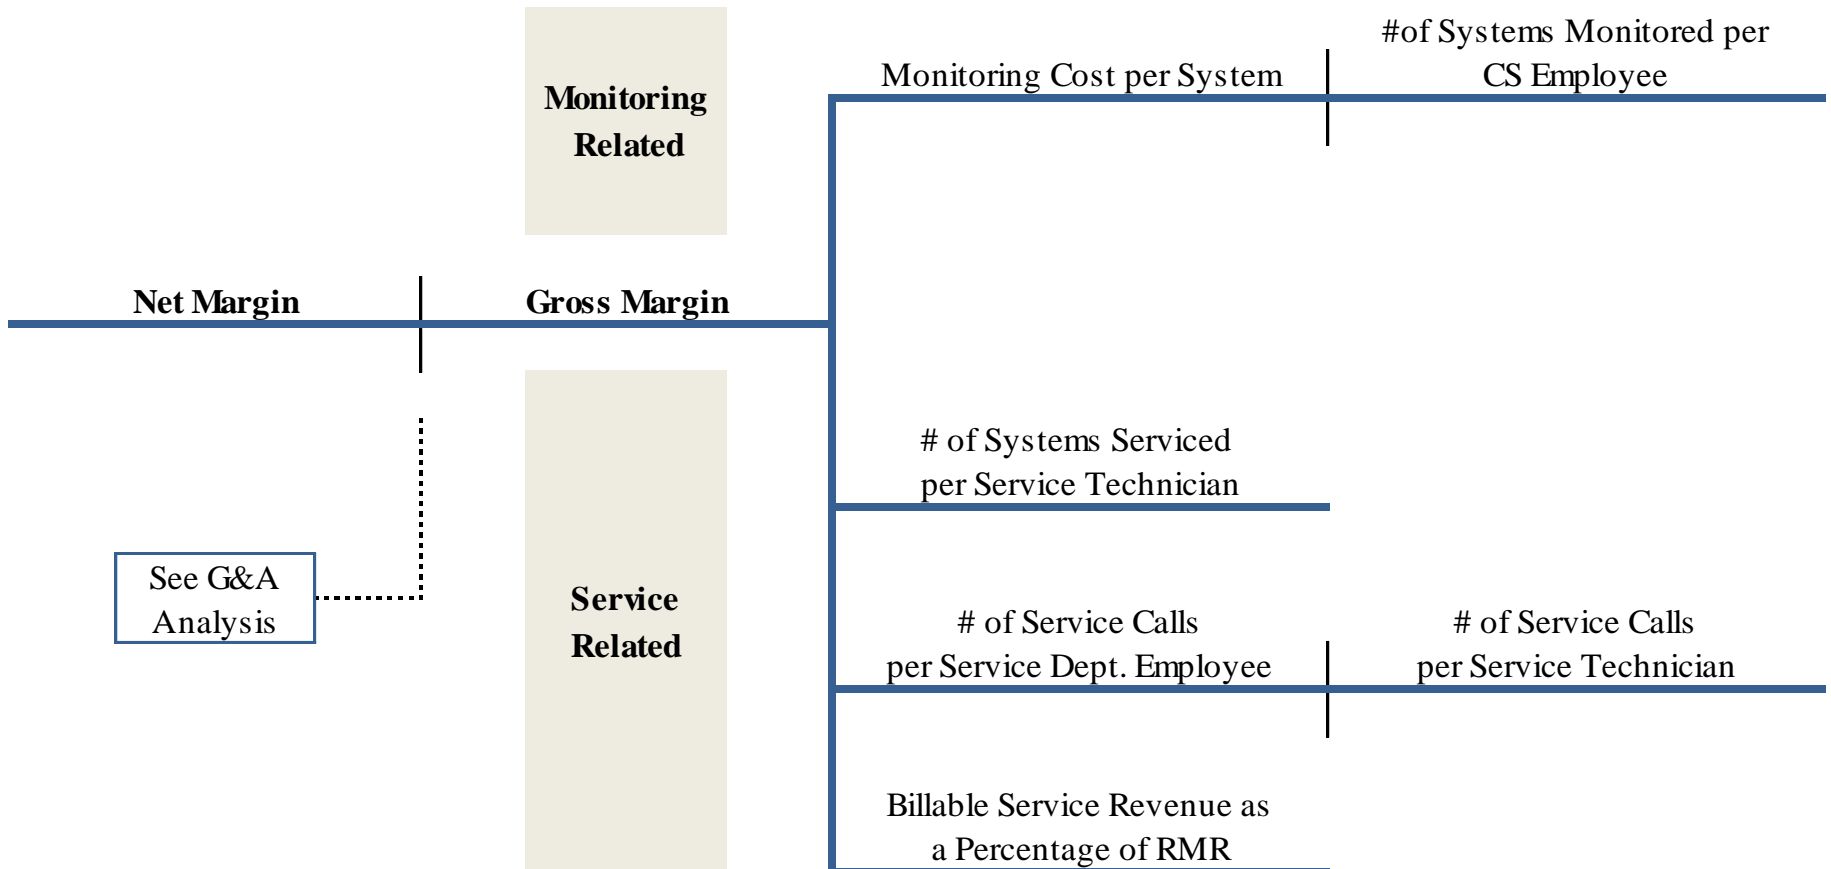 #of Systems Monitored per
CS Employee
Monitoring Cost per System
Monitoring
Related
Net Margin
Gross Margin
# of Systems Serviced
per Service Technician
See G&A
Analysis
Service
Related
# of Service Calls
per Service Dept. Employee
# of Service Calls
per Service Technician
Billable Service Revenue as
a Percentage of RMR